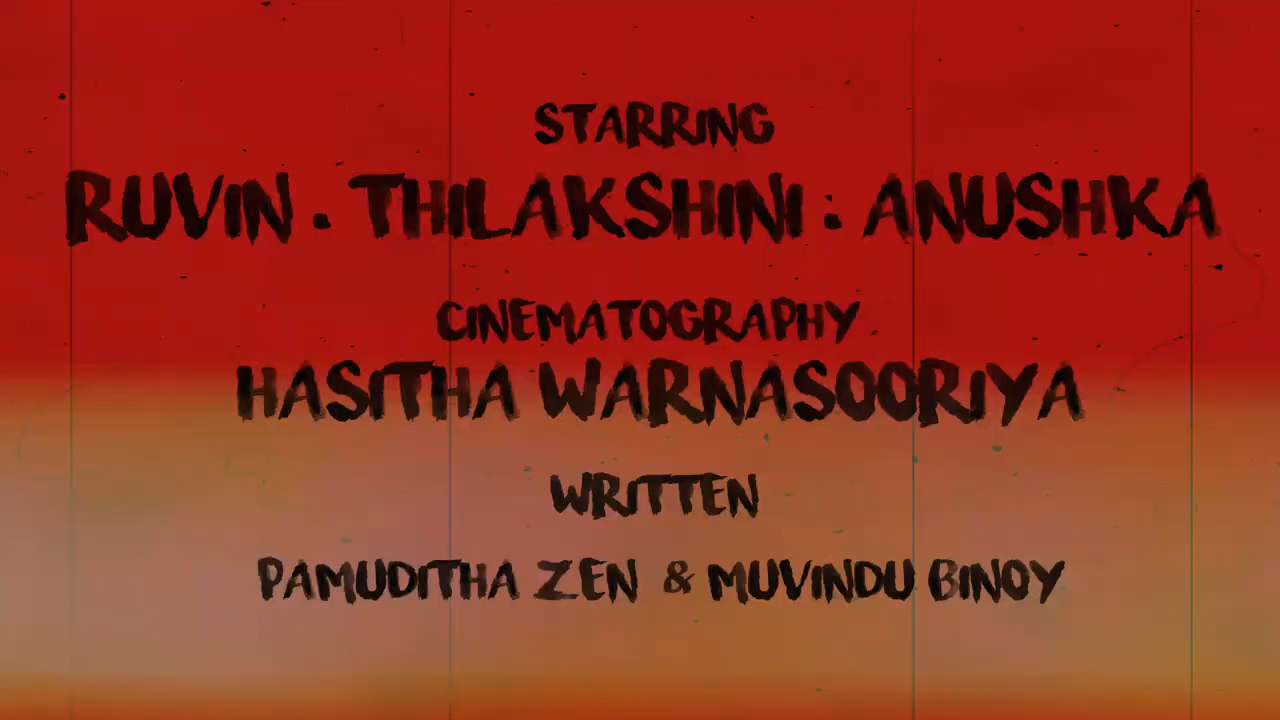 STARRING
RUVIN . THILAKSHINI : ANUSHKA
CINEMATOGRAPHY
HASITHA WARNASOORIYA
WRITTEN
PAMUDITHA ZEN & MUVINDU BINOY